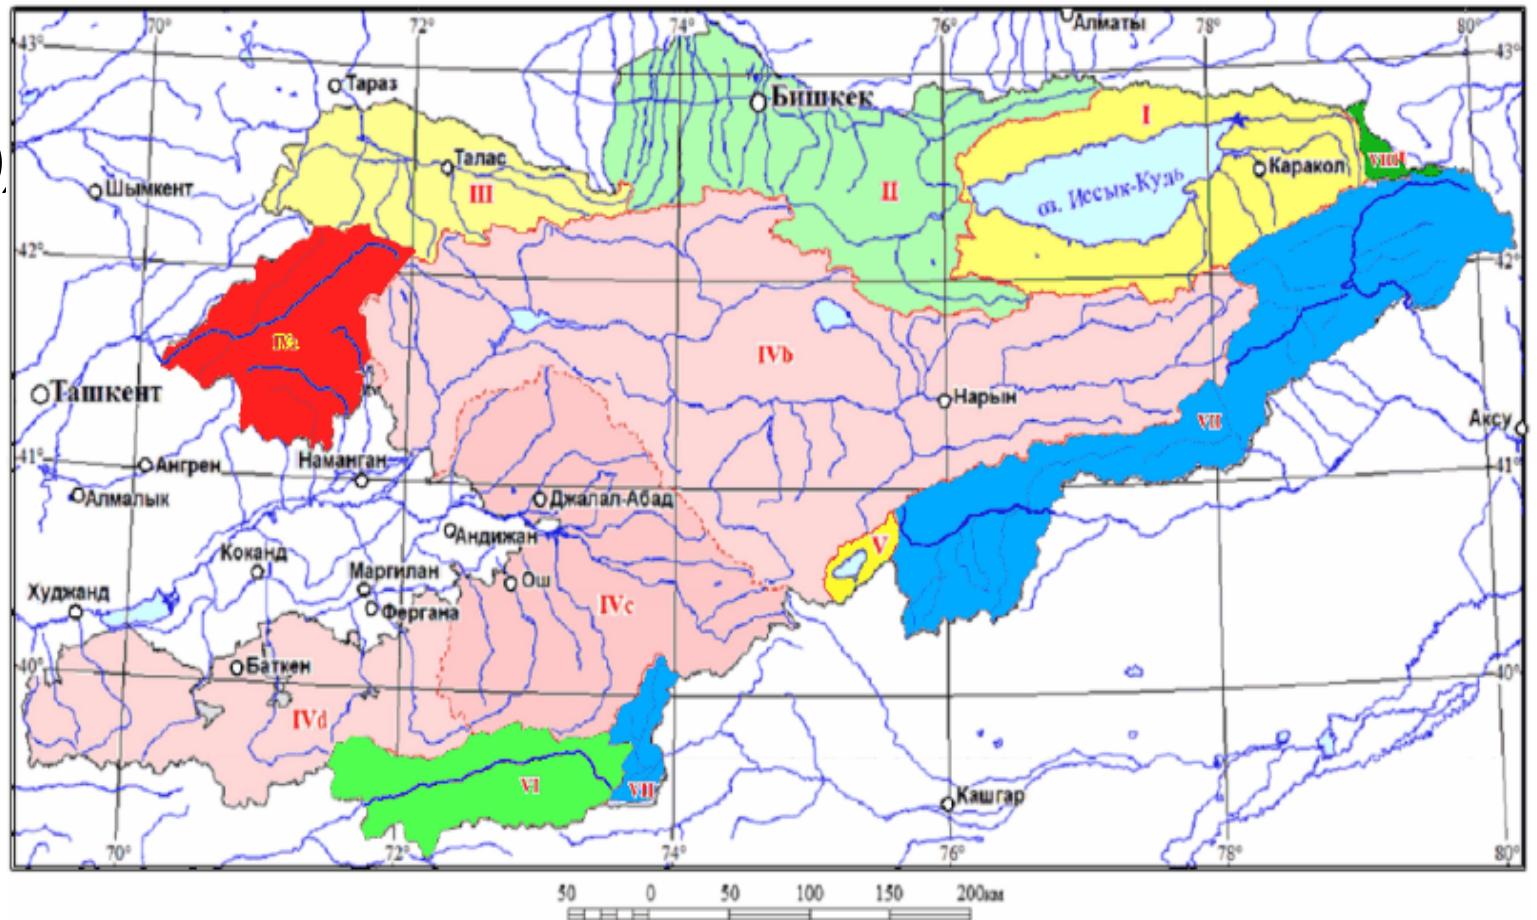 70° 72° 74° 76° 78° 80°
Алматы
43° 43°
Тараз
Бишкек
I
Талас
Каракол
Шымкент
III
II
оз. Иссык-Куль
42° 42°
IVa
IVb
Ташкент
Нарын
VII
Аксу
41° 41°
Ангрен
Наманган
Алмалык
Джалал-Абад
Андижан
V
Коканд
Маргилан
Ош
Худжанд
Фергана
IVc
40° 40°
Баткен
IVd
VI
VII
Кашгар
70° 72° 74° 76° 78° 80°
50 0 50 100 150 200км